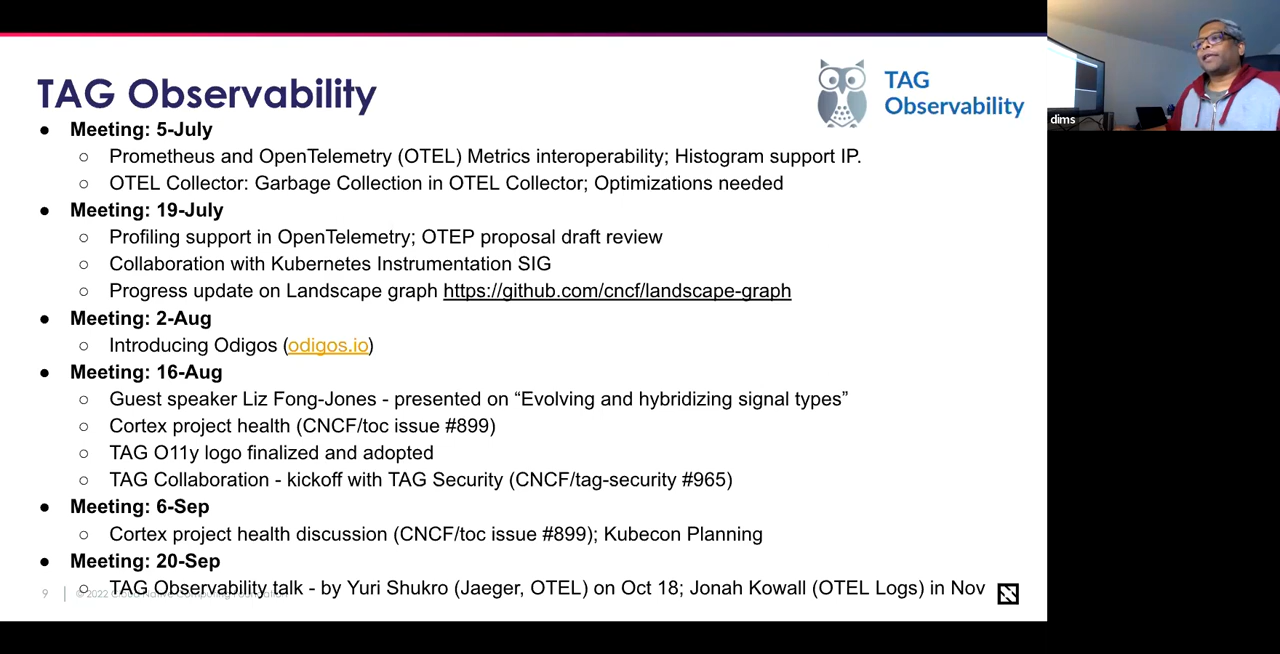 TAG Observability
TAG
Observability
dims
● Meeting: 5-July
○ Prometheus and OpenTelemetry (OTEL) Metrics interoperability; Histogram support IP.
○ OTEL Collector: Garbage Collection in OTEL Collector; Optimizations needed
● Meeting: 19-July
○ Profiling support in OpenTelemetry; OTEP proposal draft review
○ Collaboration with Kubernetes Instrumentation SIG
○ Progress update on Landscape graph https://github.com/cncf/landscape-graph
● Meeting: 2-Aug
○ Introducing Odigos (odigos.io)
● Meeting: 16-Aug
○ Guest speaker Liz Fong-Jones - presented on “Evolving and hybridizing signal types”
○ Cortex project health (CNCF/toc issue #899)
○ TAG O11y logo finalized and adopted
○ TAG Collaboration - kickoff with TAG Security (CNCF/tag-security #965)
● Meeting: 6-Sep
○ Cortex project health discussion (CNCF/toc issue #899); Kubecon Planning
● Meeting: 20-Sep
○ TAG Observability talk - by Yuri Shukro (Jaeger, OTEL) on Oct 18; Jonah Kowall (OTEL Logs) in Nov
9 © 2022 Cloud Native Computing